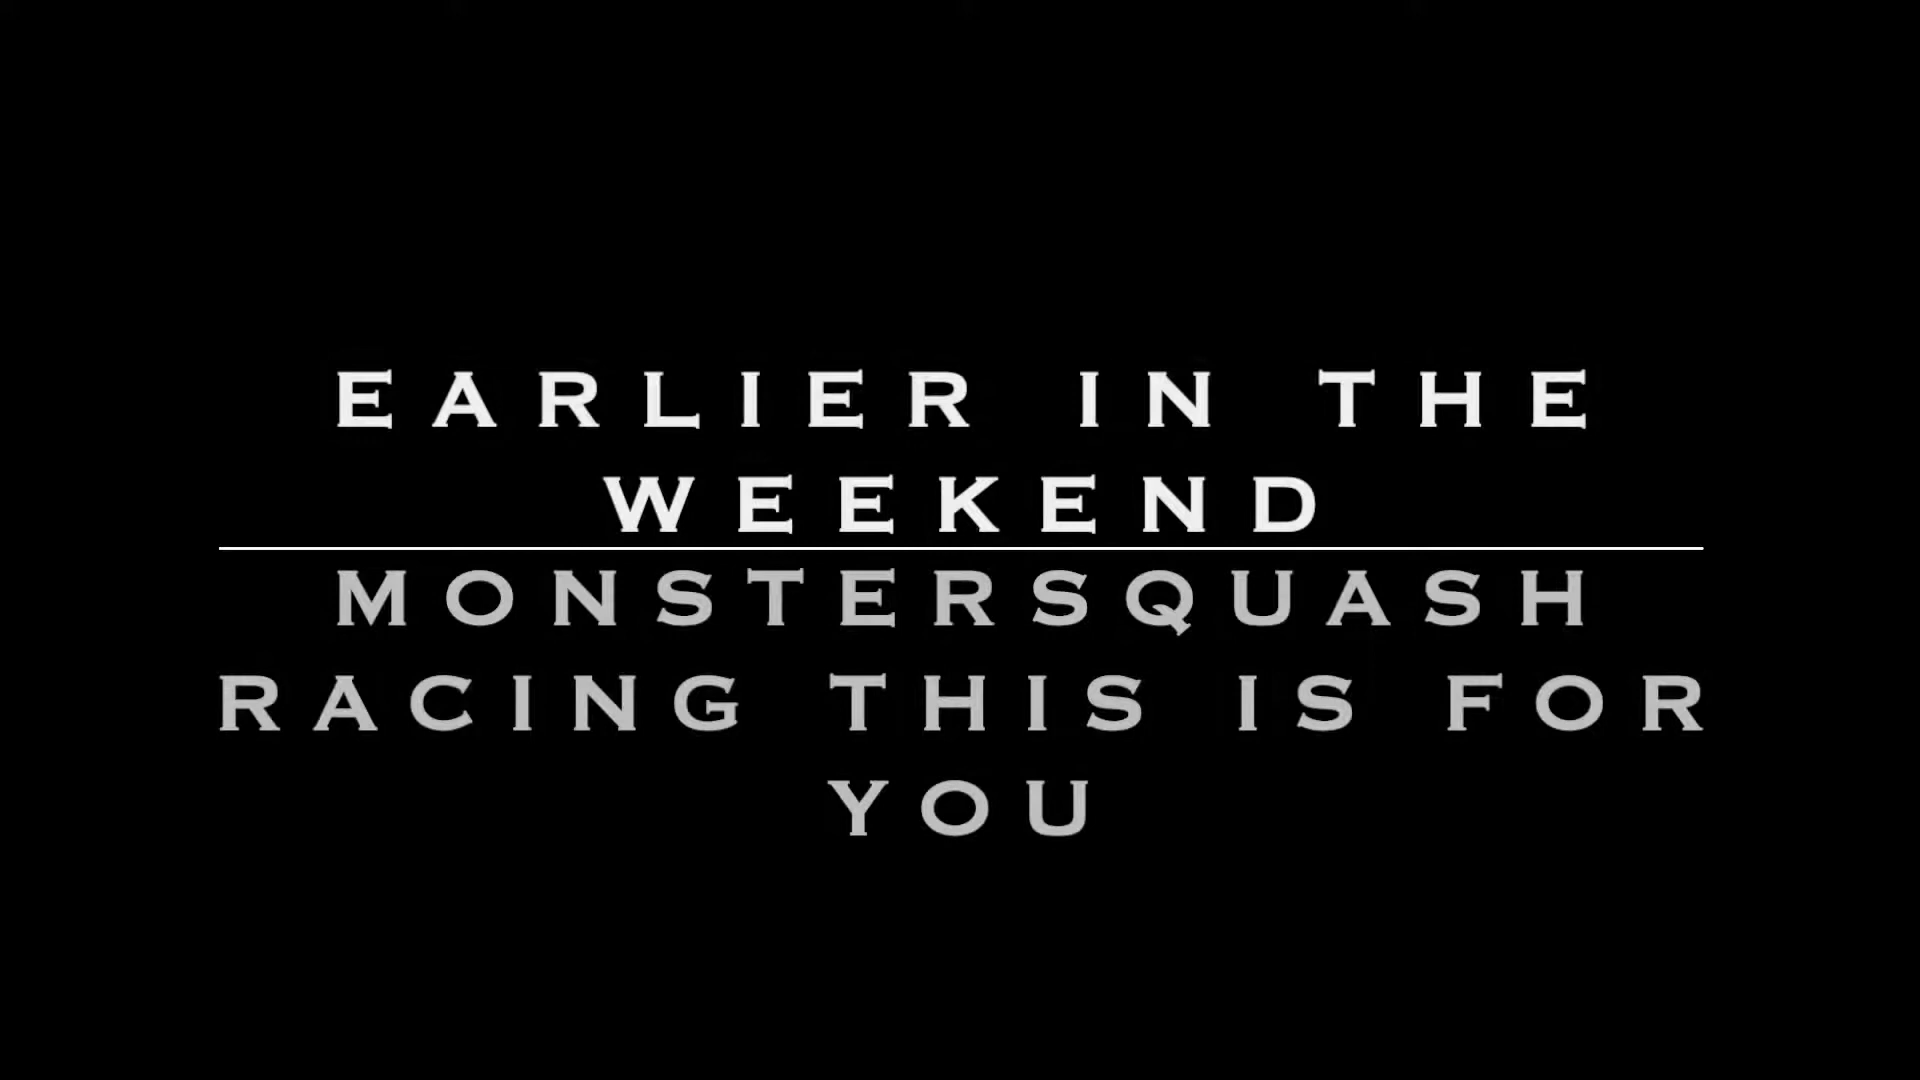 EARLIER IN THE
WEEKEND
MONSTERSQUASH
RACING THIS IS FOR
YOU